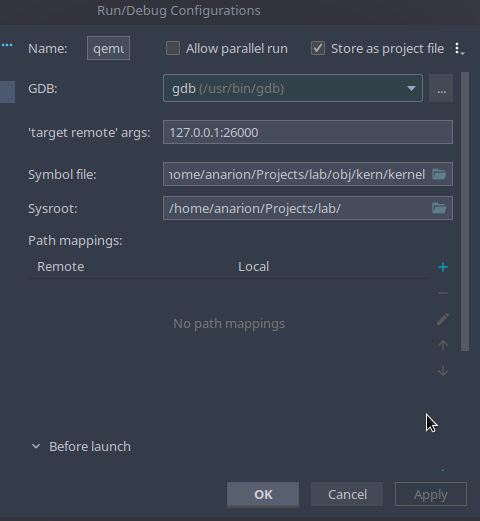 Run/Debug Configurations
Name: qemu Allow parallel run Store as project file
GDB: gdb (/usr/bin/gdb) ...
'target remote' args: 127.0.0.1:26000
Symbol file: home/anarion/Projects/lab/obj/kern/kernel
Sysroot: /home/anarion/Projects/lab/
Path mappings:
Remote Local
No path mappings
Before launch
OK Cancel Apply